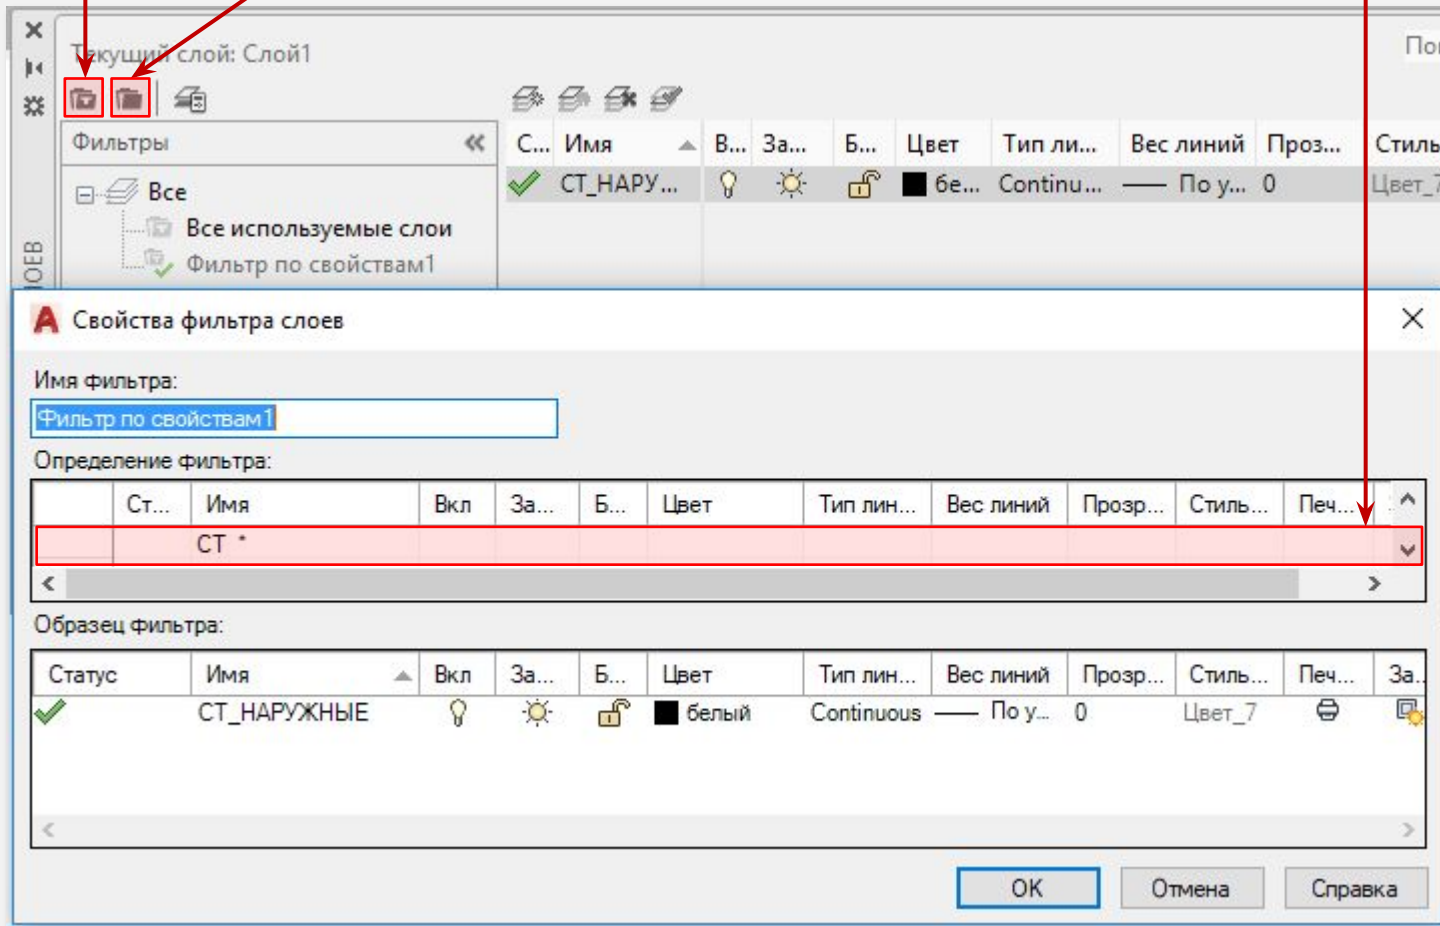 Текущий слой: Слой1
Пои
Фильтры
С... Имя В... За... Б... Цвет Тип ли... Вес линий Проз... Стиль
СТ_НАРУ... бе... Continu... По у... 0 Цвет_7
Все
Все используемые слои
Фильтр по свойствам1
ЛОЕВ
Свойства фильтра слоев
Имя фильтра:
Фильтр по свойствам1
Определение фильтра:
Ст... Имя Вкл За... Б... Цвет Тип лин... Вес линий Прозр... Стиль... Печ...
СТ *
Образец фильтра:
Статус Имя Вкл За... Б... Цвет Тип лин... Вес линий Прозр... Стиль... Печ... За..
СТ_НАРУЖНЫЕ белый Continuous По у... 0 Цвет_7
OK Отмена Справка